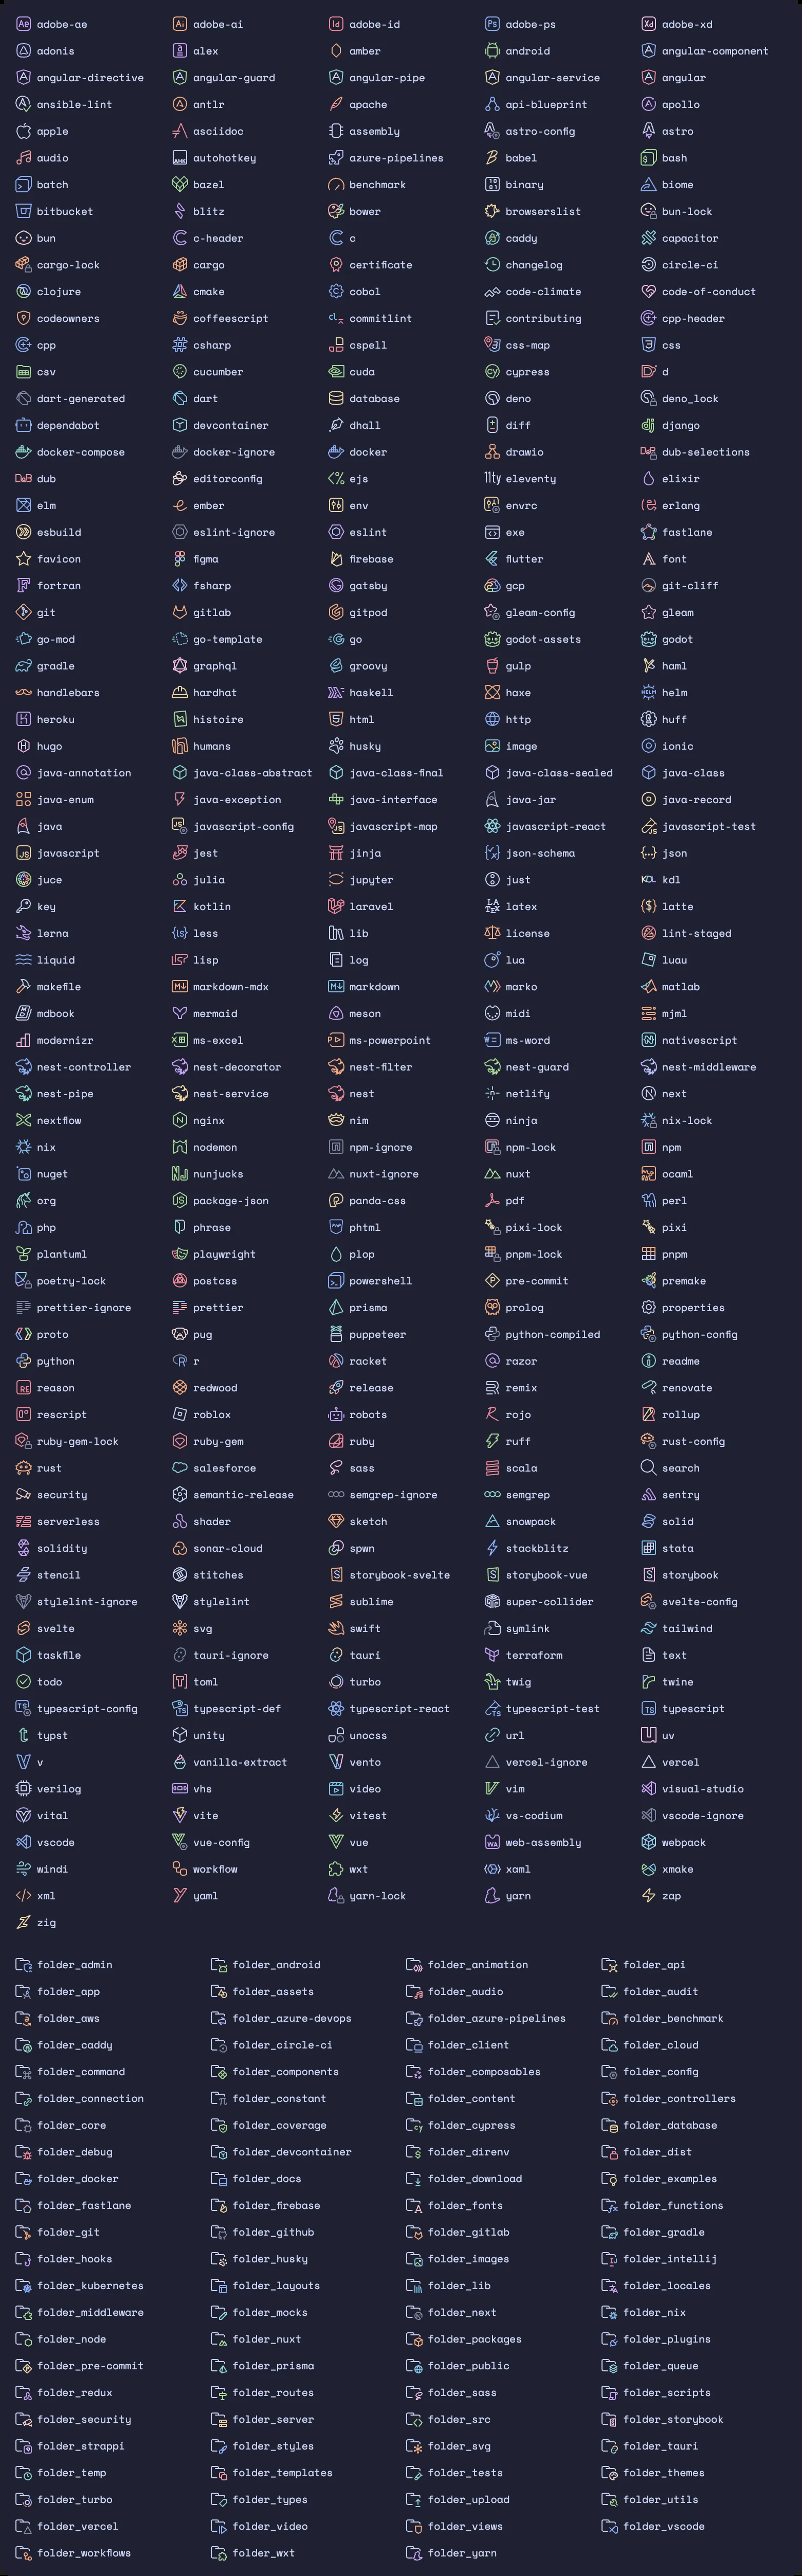 adobe-ae adobe-ai adobe-id adobe-ps adobe-xd
adonis alex amber android angular-component
angular-directive angular-guard angular-pipe angular-service angular
ansible-lint antlr apache api-blueprint apollo
apple asciidoc assembly astro-config astro
audio autohotkey azure-pipelines babel bash
batch bazel benchmark binary biome
bitbucket blitz bower browserslist bun-lock
bun c-header c caddy capacitor
cargo-lock cargo certificate changelog circle-ci
clojure cmake cobol code-climate code-of-conduct
codeowners coffeescript commitlint contributing cpp-header
cpp csharp cspell css-map css
csv cucumber cuda cypress d
dart-generated dart database deno deno_lock
dependabot devcontainer dhall diff django
docker-compose docker-ignore docker drawio dub-selections
dub editorconfig ejs eleventy elixir
elm ember env envrc erlang
esbuild eslint-ignore eslint exe fastlane
favicon figma firebase flutter font
fortran fsharp gatsby gcp git-cliff
git gitlab gitpod gleam-config gleam
go-mod go-template go godot-assets godot
gradle graphql groovy gulp haml
handlebars hardhat haskell haxe helm
heroku histoire html http huff
hugo humans husky image ionic
java-annotation java-class-abstract java-class-final java-class-sealed java-class
java-enum java-exception java-interface java-jar java-record
java javascript-config javascript-map javascript-react javascript-test
javascript jest jinja json-schema json
juce julia jupyter just kdl
key kotlin laravel latex latte
lerna less lib license lint-staged
liquid lisp log lua luau
makefile markdown-mdx markdown marko matlab
mdbook mermaid meson midi mjml
modernizr ms-excel ms-powerpoint ms-word nativescript
nest-controller nest-decorator nest-filter nest-guard nest-middleware
nest-pipe nest-service nest netlify next
nextflow nginx nim ninja nix-lock
nix nodemon npm-ignore npm-lock npm
nuget nunjucks nuxt-ignore nuxt ocaml
org package-json panda-css pdf perl
php phrase phtml pixi-lock pixi
plantuml playwright plop pnpm-lock pnpm
poetry-lock postcss powershell pre-commit premake
prettier-ignore prettier prisma prolog properties
proto pug puppeteer python-compiled python-config
python r racket razor readme
reason redwood release remix renovate
rescript roblox robots rojo rollup
ruby-gem-lock ruby-gem ruby ruff rust-config
rust salesforce sass scala search
security semantic-release semgrep-ignore semgrep sentry
serverless shader sketch snowpack solid
solidity sonar-cloud spwn stackblitz stata
stencil stitches storybook-svelte storybook-vue storybook
stylelint-ignore stylelint sublime super-collider svelte-config
svelte svg swift symlink tailwind
taskfile tauri-ignore tauri terraform text
todo toml turbo twig twine
typescript-config typescript-def typescript-react typescript-test typescript
typst unity unocss url uv
v vanilla-extract vento vercel-ignore vercel
verilog vhs video vim visual-studio
vital vite vitest vs-codium vscode-ignore
vscode vue-config vue web-assembly webpack
windi workflow wxt xaml xmake
xml yaml yarn-lock yarn zap
zig
folder_admin folder_android folder_animation folder_api
folder_app folder_assets folder_audio folder_audit
folder_aws folder_azure-devops folder_azure-pipelines folder_benchmark
folder_caddy folder_circle-ci folder_client folder_cloud
folder_command folder_components folder_composables folder_config
folder_connection folder_constant folder_content folder_controllers
folder_core folder_coverage folder_cypress folder_database
folder_debug folder_devcontainer folder_direnv folder_dist
folder_docker folder_docs folder_download folder_examples
folder_fastlane folder_firebase folder_fonts folder_functions
folder_git folder_github folder_gitlab folder_gradle
folder_hooks folder_husky folder_images folder_intellij
folder_kubernetes folder_layouts folder_lib folder_locales
folder_middleware folder_mocks folder_next folder_nix
folder_node folder_nuxt folder_packages folder_plugins
folder_pre-commit folder_prisma folder_public folder_queue
folder_redux folder_routes folder_sass folder_scripts
folder_security folder_server folder_src folder_storybook
folder_strappi folder_styles folder_svg folder_tauri
folder_temp folder_templates folder_tests folder_themes
folder_turbo folder_types folder_upload folder_utils
folder_vercel folder_video folder_views folder_vscode
folder_workflows folder_wxt folder_yarn